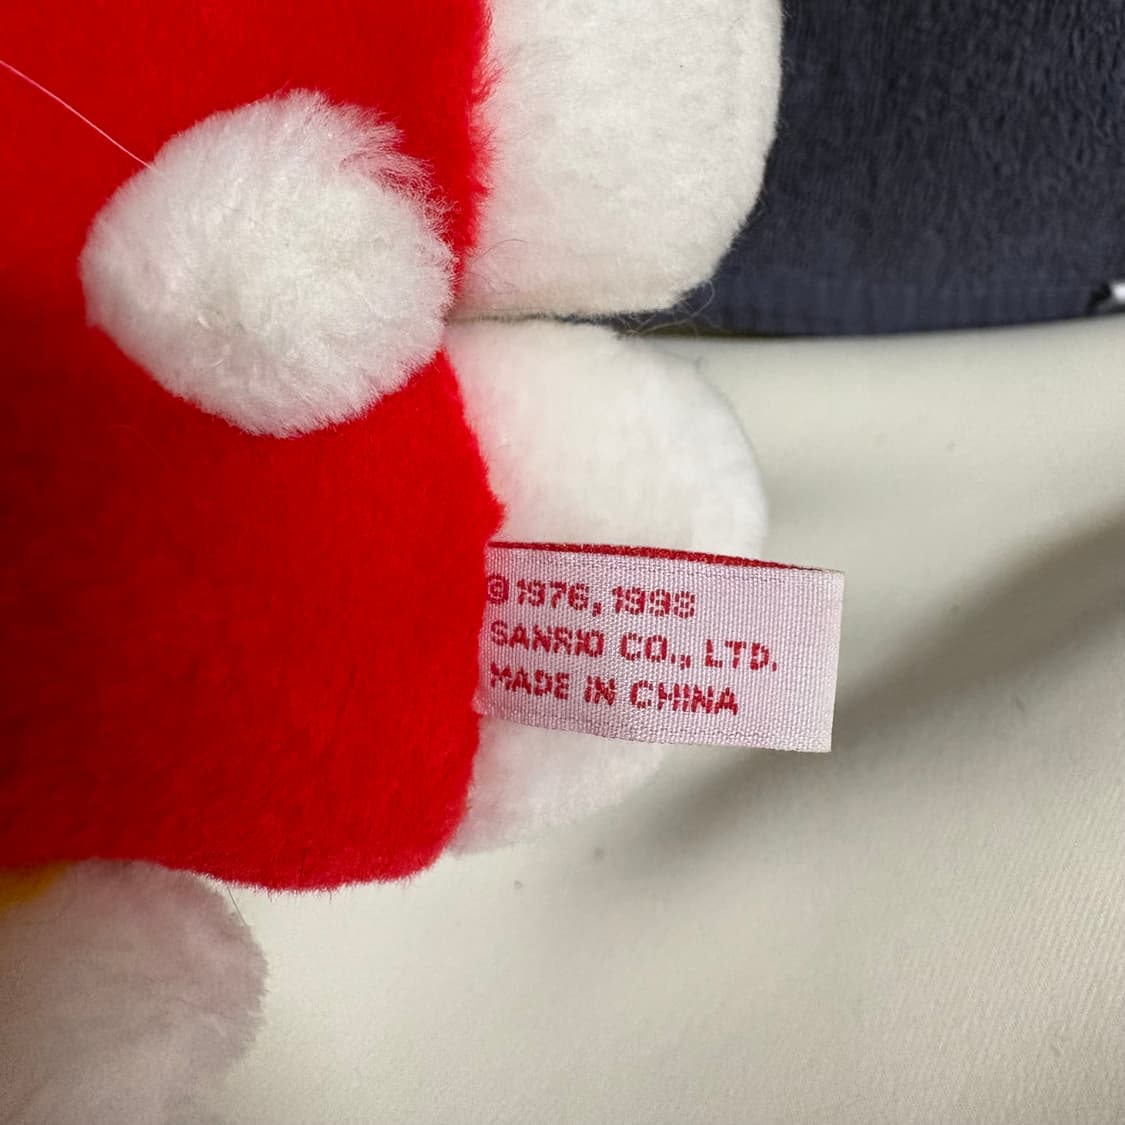 © 1976, 1998
SANRIO CO., LTD.
MADE IN CHINA